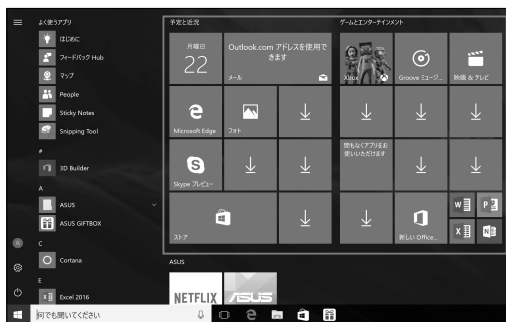 よく使うアプリ
はじめに
フィードバック Hub
マップ
People
Sticky Notes
Snipping Tool
#
3D Builder
A
ASUS
ASUS GIFTBOX
C
Cortana
E
Excel 2016
何でも聞いてください
予定と近況
月曜日
22
Outlook.com アドレスを使用で
きます
メール
Microsoft Edge
フォト
Skype プレビュー
ストア
ゲームとエンターテインメント
Xbox
Groove ミュージ...
映画 & テレビ
間もなくアプリをお
使いいただけます
新しい Office...
ASUS
NETFLIX
ASUS